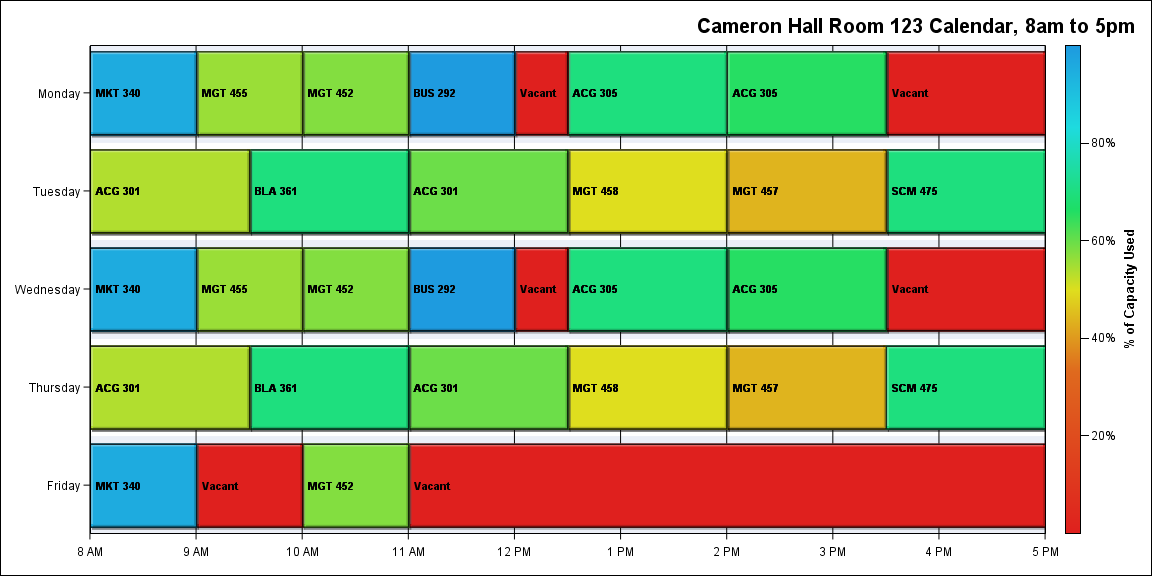 Cameron Hall Room 123 Calendar, 8am to 5pm
Monday
MKT 340
MGT 455
MGT 452
BUS 292
Vacant
ACG 305
ACG 305
Vacant
Tuesday
ACG 301
BLA 361
ACG 301
MGT 458
MGT 457
SCM 475
Wednesday
MKT 340
MGT 455
MGT 452
BUS 292
Vacant
ACG 305
ACG 305
Vacant
Thursday
ACG 301
BLA 361
ACG 301
MGT 458
MGT 457
SCM 475
Friday
MKT 340
Vacant
MGT 452
Vacant
8 AM
9 AM
10 AM
11 AM
12 PM
1 PM
2 PM
3 PM
4 PM
5 PM
80%
60%
40%
20%
% of Capacity Used